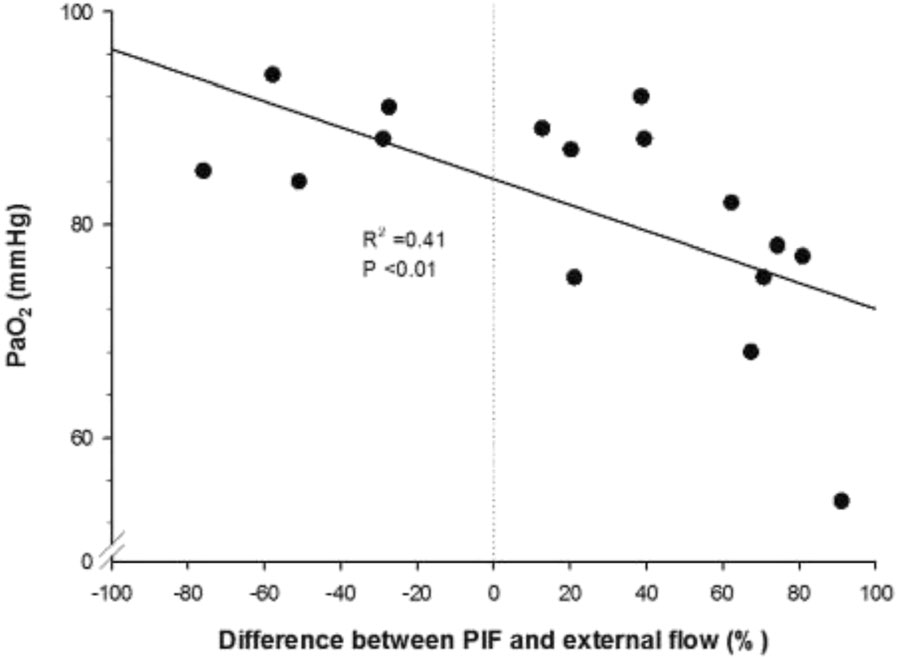 100
80
60
0
PaO2 (mmHg)
R2 =0.41
P <0.01
-100 -80 -60 -40 -20 0 20 40 60 80 100
Difference between PIF and external flow (% )